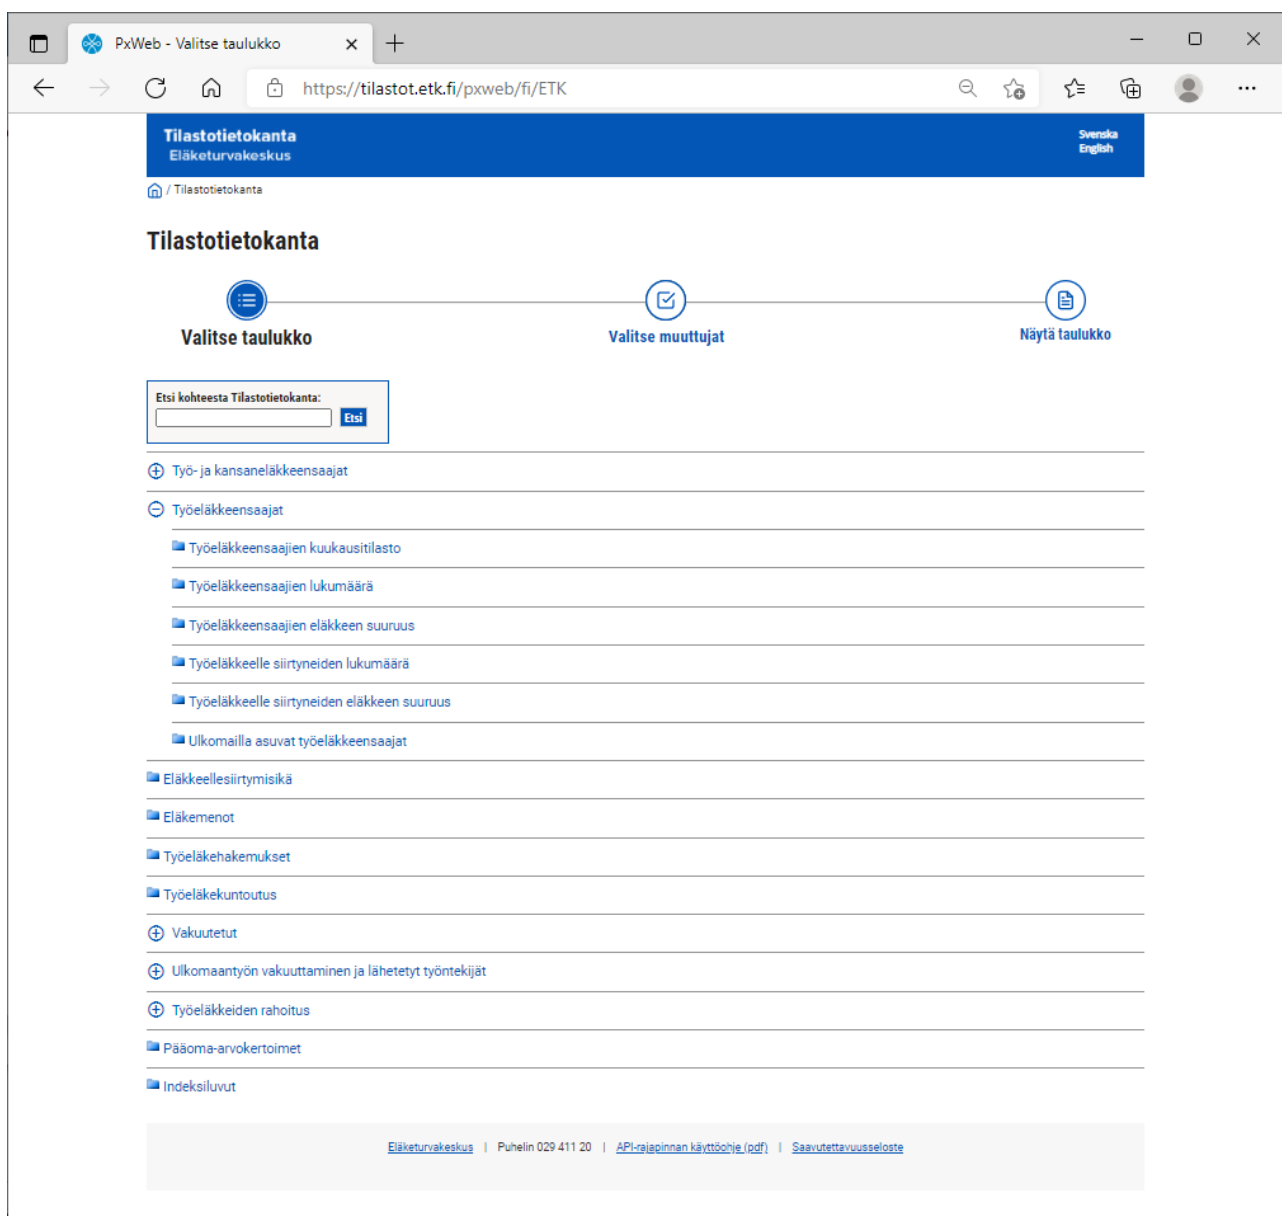 PxWeb - Valitse taulukko
https://tilastot.etk.fi/pxweb/fi/ETK
Tilastotietokanta
Eläketurvakeskus
Svenska
English
/ Tilastotietokanta
Tilastotietokanta
Valitse taulukko
Valitse muuttujat
Näytä taulukko
Etsi kohteesta Tilastotietokanta:
Etsi
Työ- ja kansaneläkkeensaajat
Työeläkkeensaajat
Työeläkkeensaajien kuukausitilasto
Työeläkkeensaajien lukumäärä
Työeläkkeensaajien eläkkeen suuruus
Työeläkkeelle siirtyneiden lukumäärä
Työeläkkeelle siirtyneiden eläkkeen suuruus
Ulkomailla asuvat työeläkkeensaajat
Eläkkeellesiirtymisikä
Eläkemenot
Työeläkehakemukset
Työeläkekuntoutus
Vakuutetut
Ulkomaantyön vakuuttaminen ja lähetetyt työntekijät
Työeläkkeiden rahoitus
Pääoma-arvokertoimet
Indeksiluvut
Eläketurvakeskus | Puhelin 029 411 20 | API-rajapinnan käyttöohje (pdf) | Saavutettavuusseloste